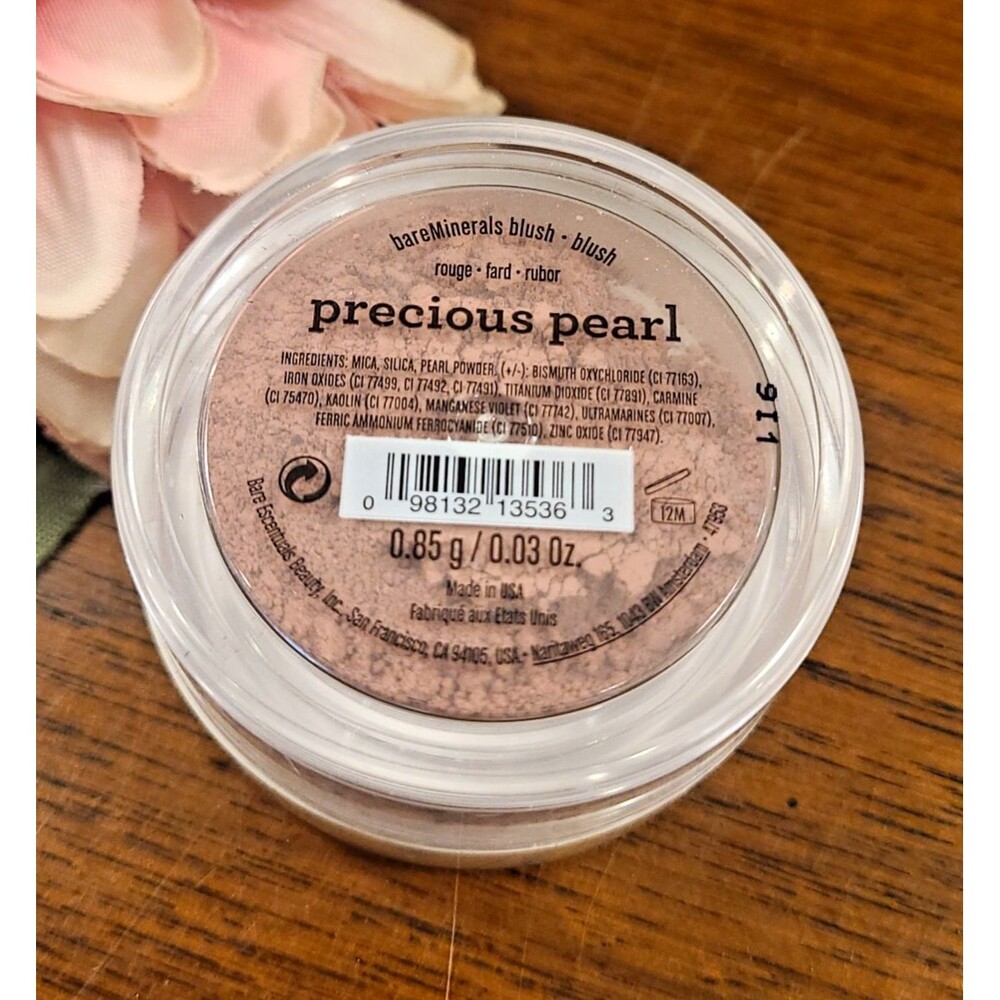 bareMinerals blush • blush
rouge • fard • rubor
precious pearl
INGREDIENTS: MICA, SILICA, PEARL POWDER, (+/-): BISMUTH OXYCHLORIDE (CI 77163),
IRON OXIDES (CI 77499, CI 77492, CI 77491), TITANIUM DIOXIDE (CI 77891), CARMINE
(CI 75470), KAOLIN (CI 77004), MANGANESE VIOLET (CI 77742), ULTRAMARINES (CI 77007),
FERRIC AMMONIUM FERROCYANIDE (CI 77510), ZINC OXIDE (CI 77947).
9II
0 98132 13536 3
12M
0.85 g / 0.03 Oz.
Made in USA
Fabriqué aux Etats Unis
Bare Escentuals Beauty, Inc., San Francisco, CA 94105, USA • Naritaweg 165, 1043 BW Amsterdam • 47953